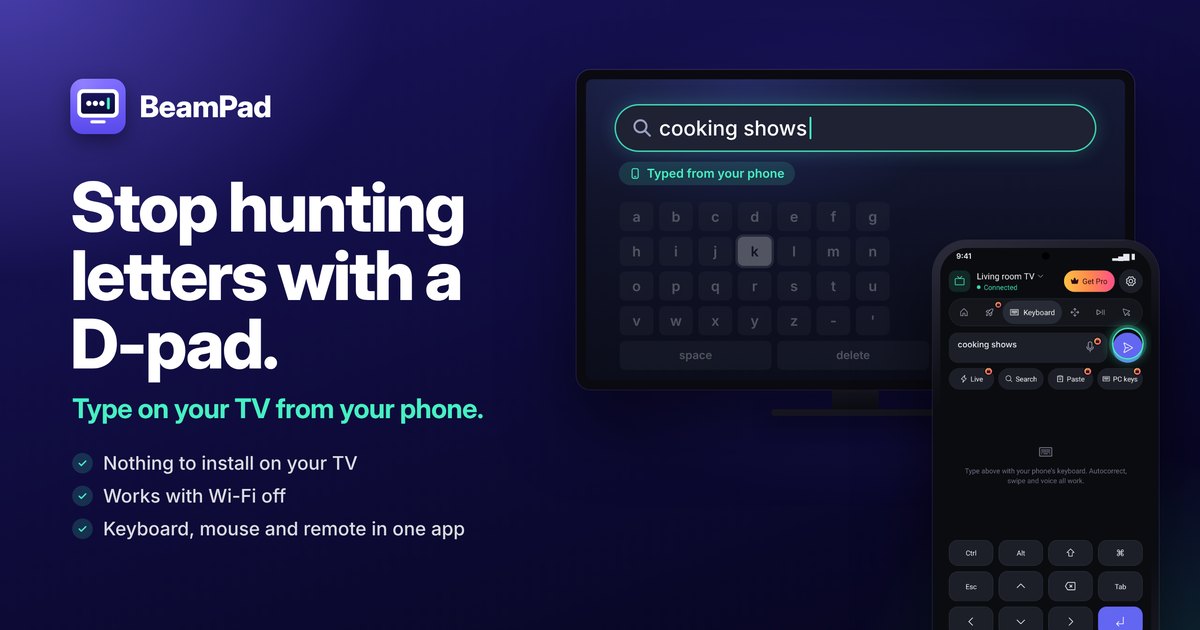 BeamPad
Stop hunting
letters with a
D-pad.
Type on your TV from your phone.
Nothing to install on your TV
Works with Wi-Fi off
Keyboard, mouse and remote in one app
cooking shows
Typed from your phone
a b c d e f g
h i j k l m n
o p q r s t u
v w x y z - '
space delete
9:41
Living room TV
Connected
Get Pro
Keyboard
cooking shows
Live Search Paste PC keys
Type above with your phone's keyboard. Autocorrect,
swipe and voice all work.
Ctrl Alt ⌘
Esc Tab